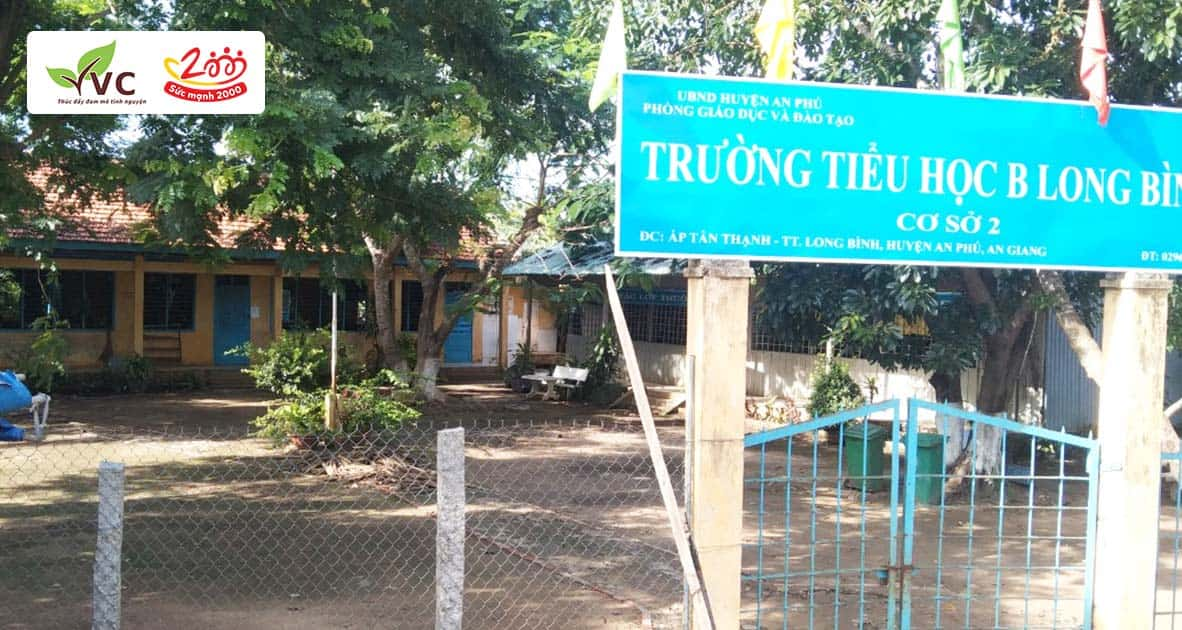 VVC
Thúc đẩy đam mê tình nguyện
2000
Sức mạnh 2000
UBND HUYỆN AN PHÚ
PHÒNG GIÁO DỤC VÀ ĐÀO TẠO
TRƯỜNG TIỂU HỌC B LONG BÌN
CƠ SỞ 2
ĐC: ẤP TÂN THẠNH - TT. LONG BÌNH, HUYỆN AN PHÚ, AN GIANG
ĐT: 0296